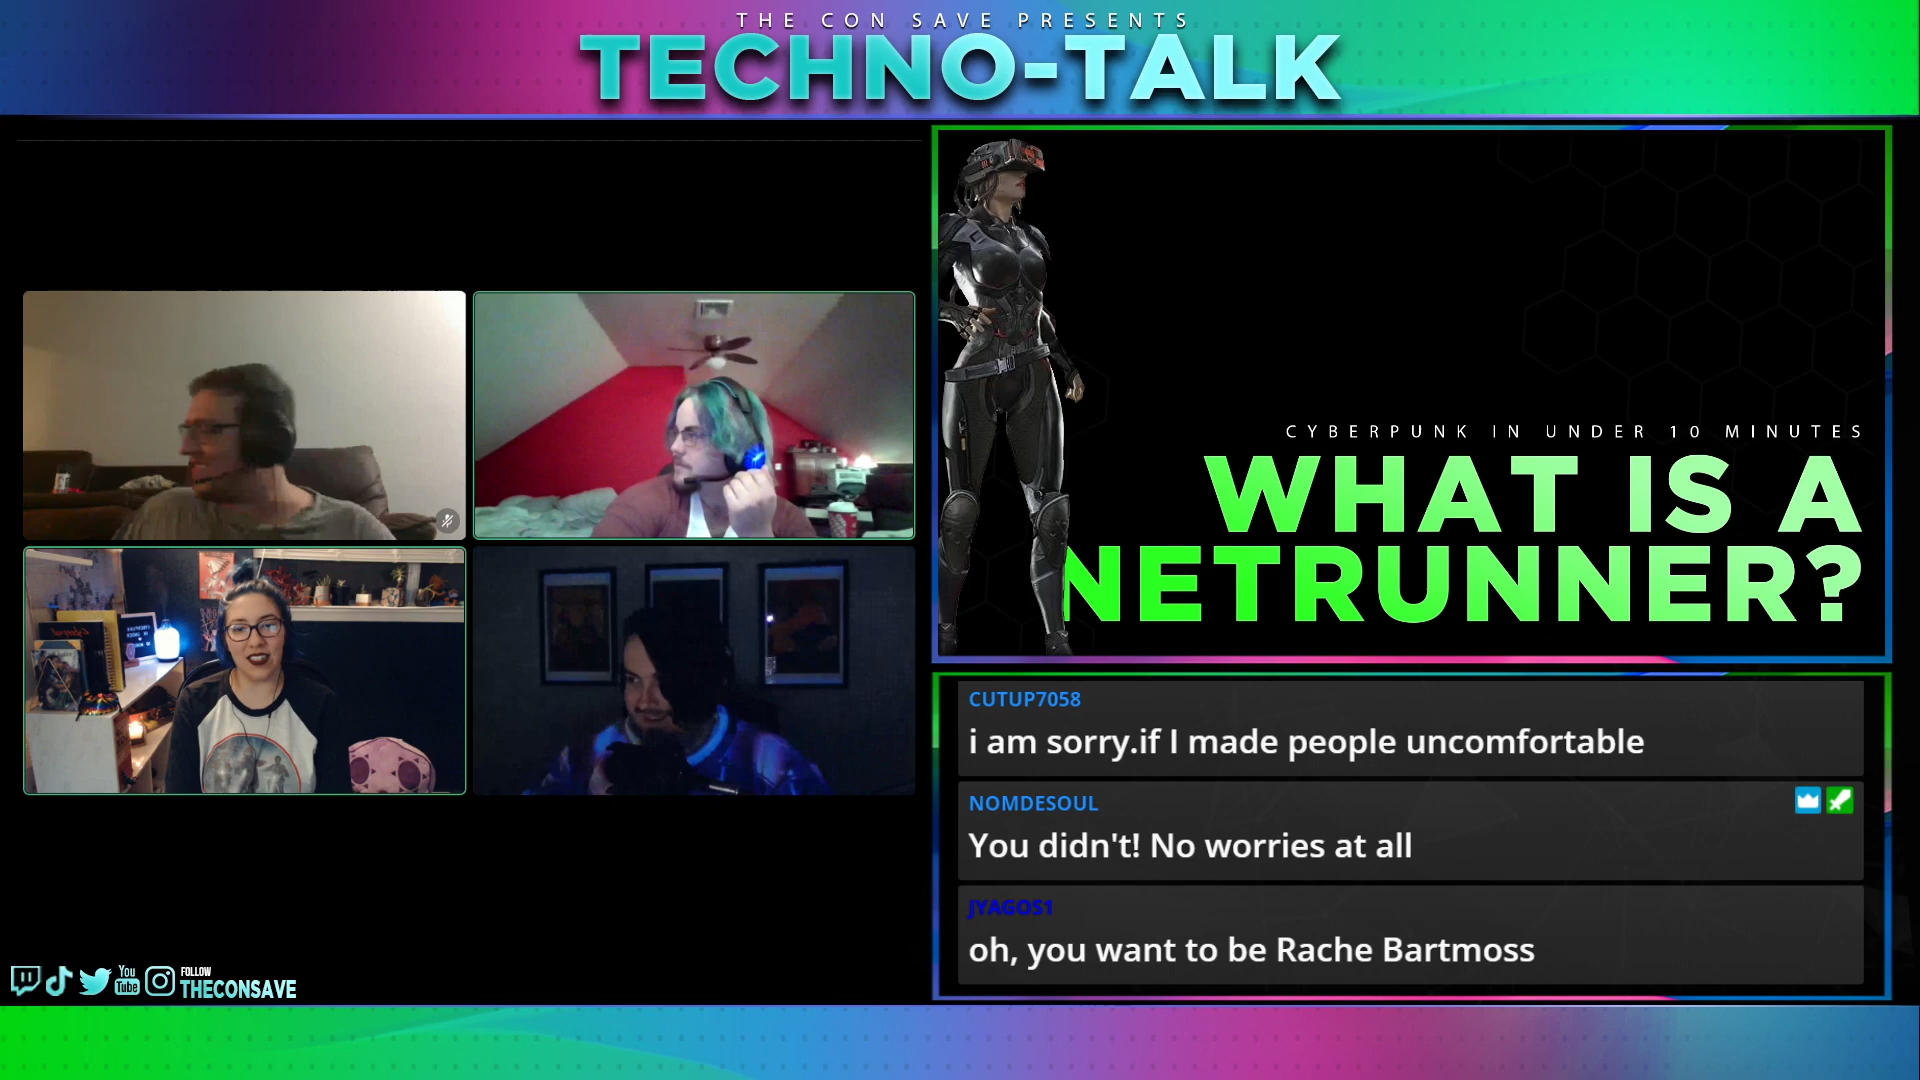 THE CON SAVE PRESENTS
TECHNO-TALK
CYBERPUNK IN UNDER 10 MINUTES
WHAT IS A
NETRUNNER?
CUTUP7058
i am sorry.if I made people uncomfortable
NOMDESOUL
You didn't! No worries at all
JYAGOS1
oh, you want to be Rache Bartmoss
You
Tube
FOLLOW
THECONSAVE